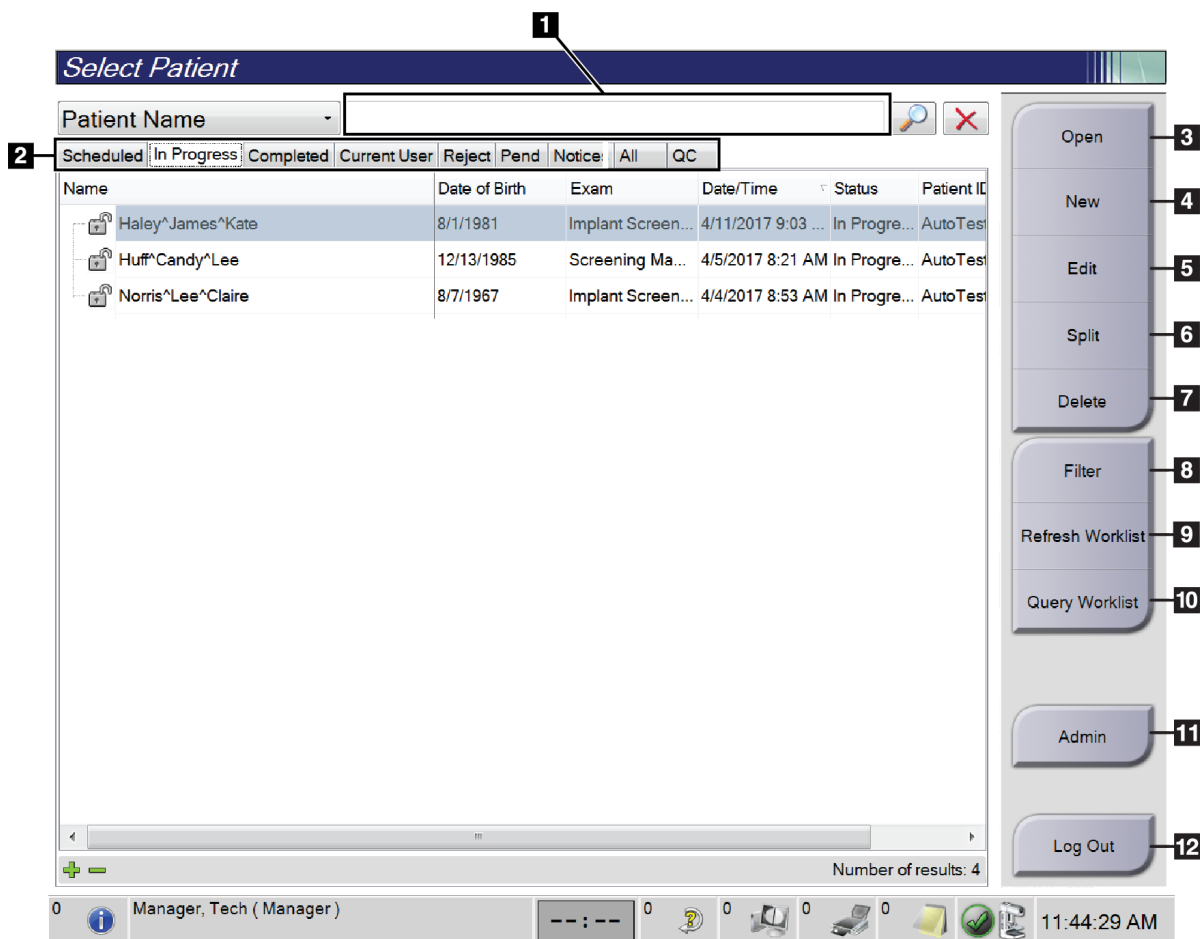 1
Select Patient
Patient Name
2 Scheduled In Progress Completed Current User Reject Pend Notice All QC
Name Date of Birth Exam Date/Time Status Patient ID
Haley^James^Kate 8/1/1981 Implant Screen... 4/11/2017 9:03 ... In Progre... AutoTest
Huff^Candy^Lee 12/13/1985 Screening Ma... 4/5/2017 8:21 AM In Progre... AutoTest
Norris^Lee^Claire 8/7/1967 Implant Screen... 4/4/2017 8:53 AM In Progre... AutoTest
Open 3
New 4
Edit 5
Split 6
Delete 7
Filter 8
Refresh Worklist 9
Query Worklist 10
Admin 11
Log Out 12
Number of results: 4
0 Manager, Tech ( Manager ) --:-- 0 0 0 0 11:44:29 AM